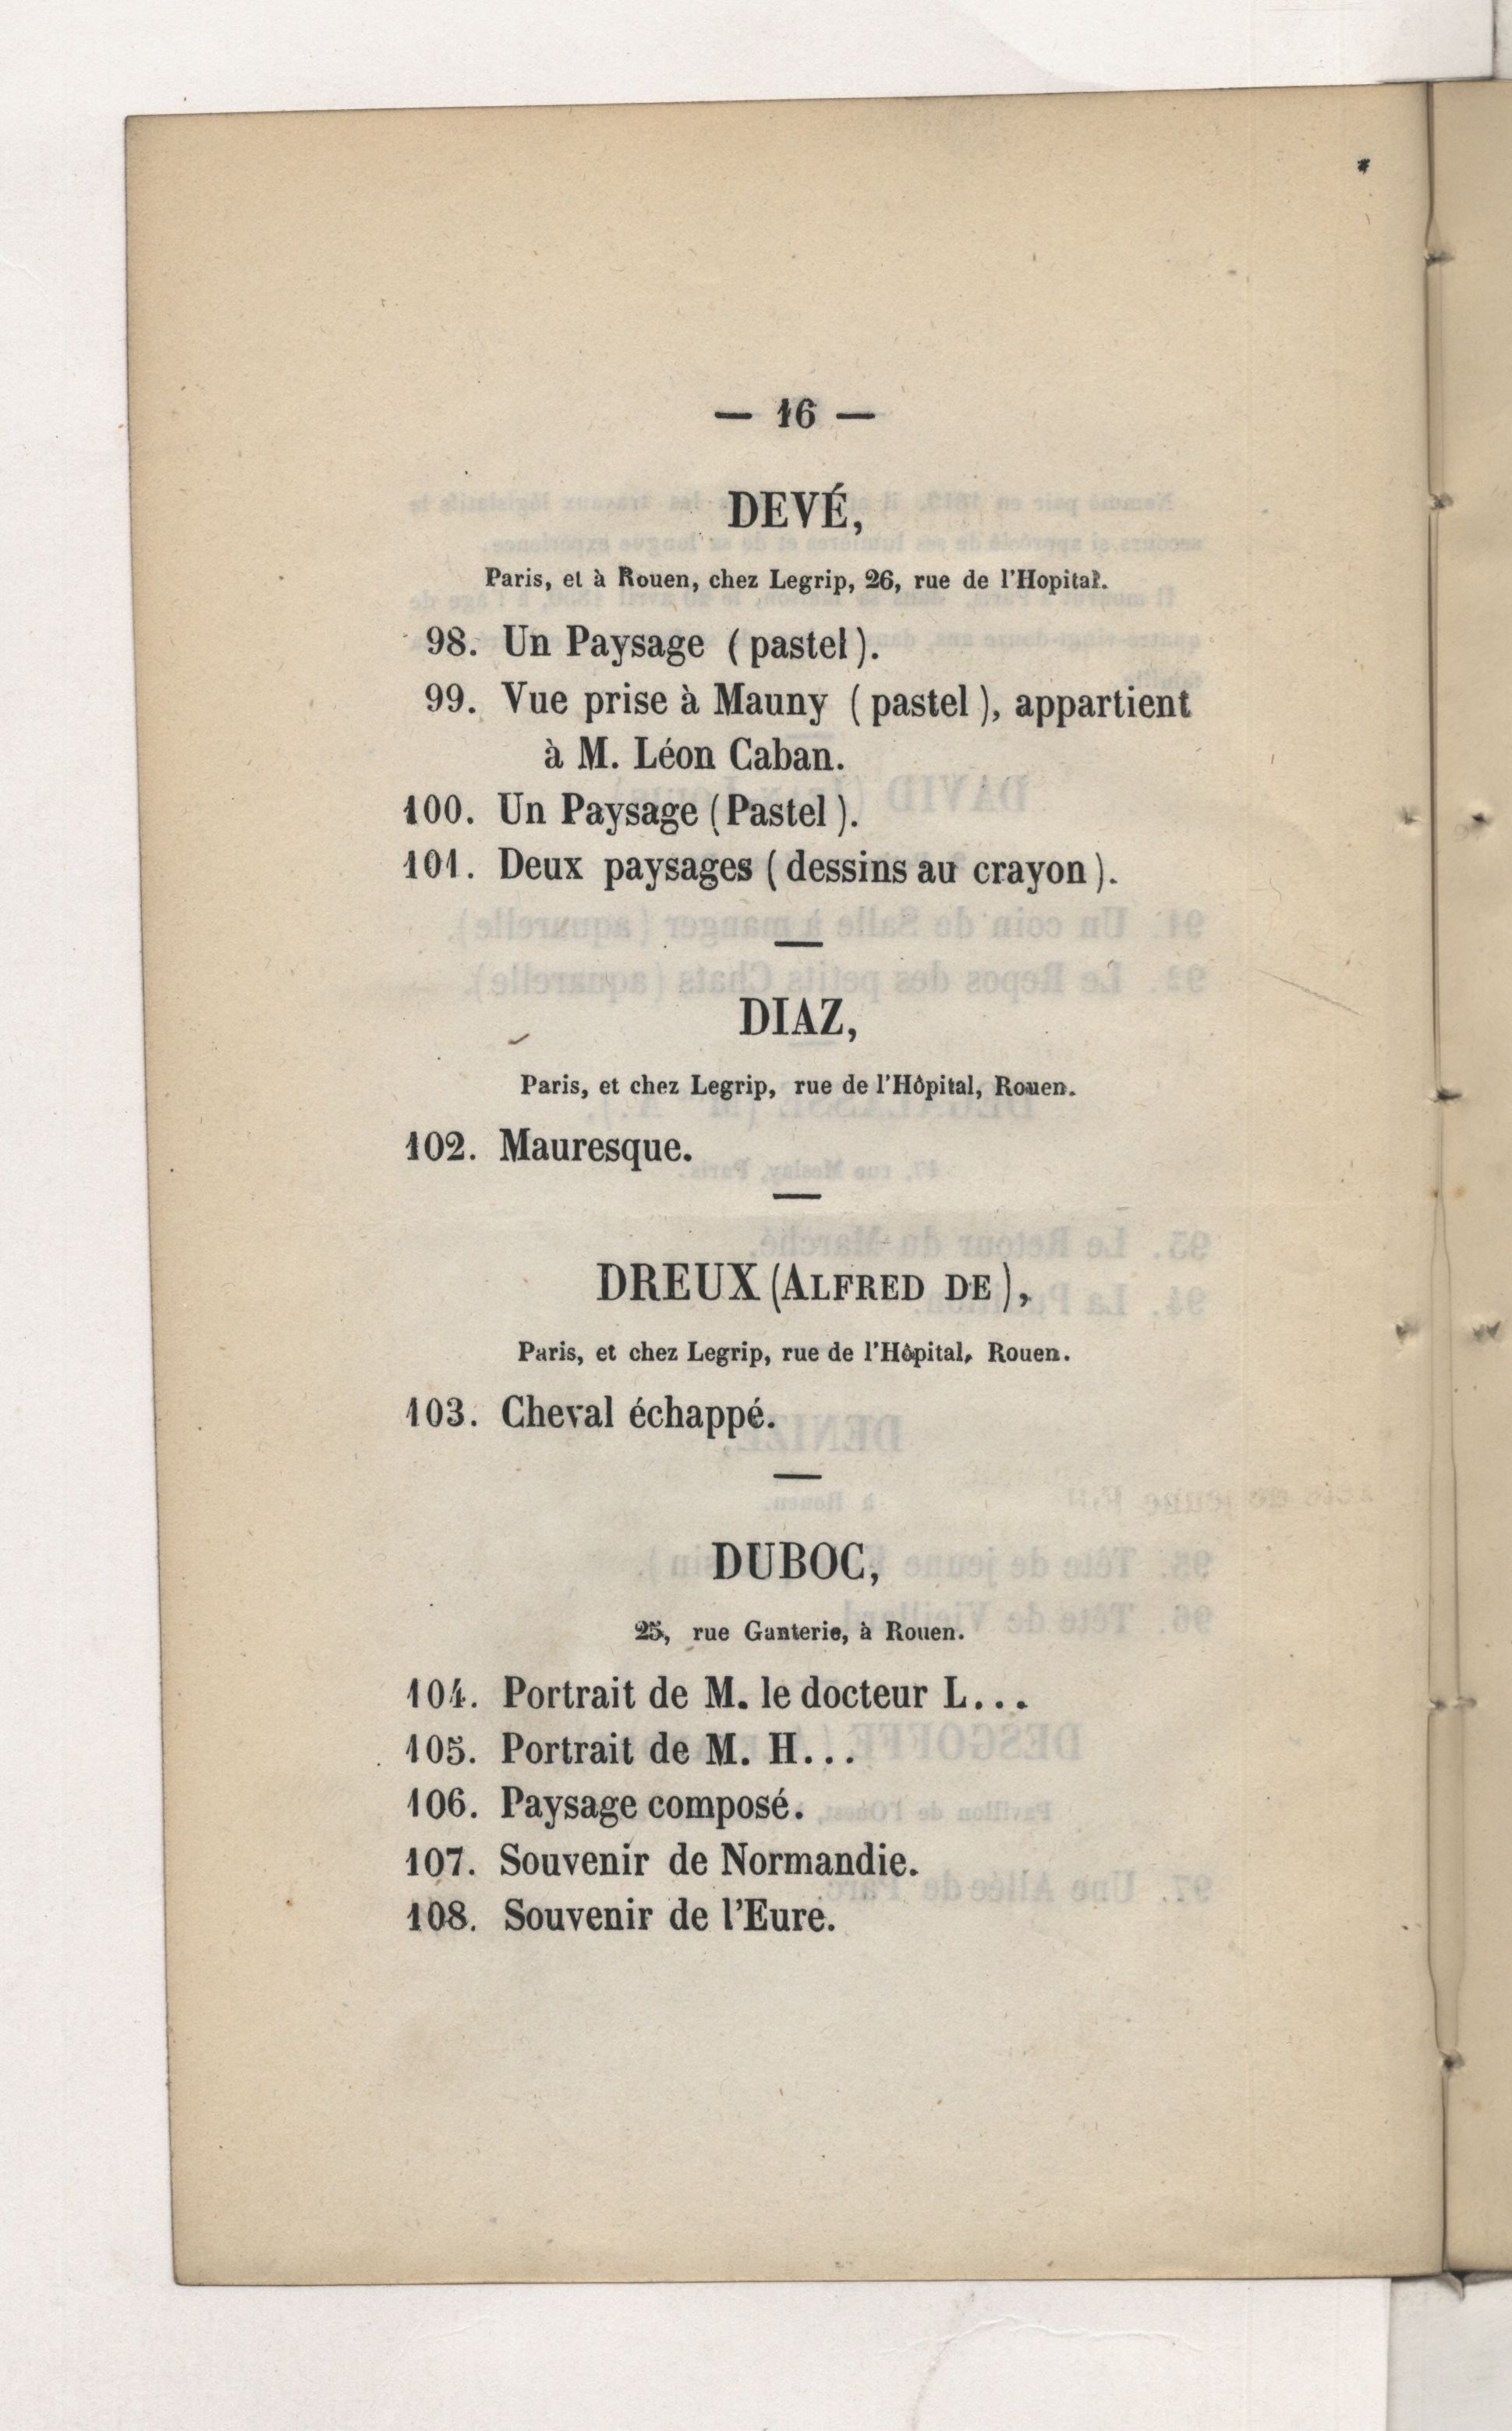 — 16 —
DEVÉ,
Paris, et à Rouen, chez Legrip, 26, rue de l'Hopital.
98. Un Paysage (pastel).
99. Vue prise à Mauny (pastel), appartient
à M. Léon Caban.
100. Un Paysage (Pastel).
101. Deux paysages (dessins au crayon).
DIAZ,
Paris, et chez Legrip, rue de l'Hôpital, Rouen.
102. Mauresque.
DREUX (ALFRED DE),
Paris, et chez Legrip, rue de l'Hôpital, Rouen.
103. Cheval échappé.
DUBOC,
25, rue Ganterie, à Rouen.
104. Portrait de M. le docteur L...
105. Portrait de M. H...
106. Paysage composé.
107. Souvenir de Normandie.
108. Souvenir de l'Eure.